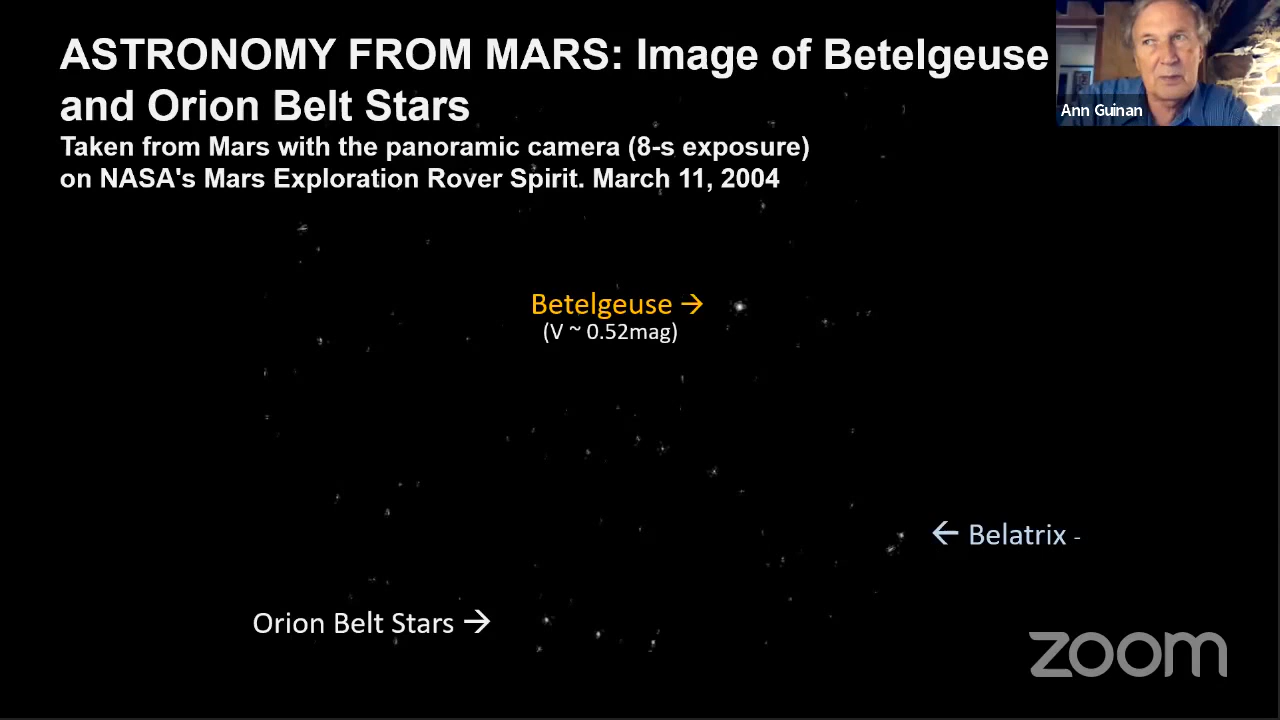 ASTRONOMY FROM MARS: Image of Betelgeuse
and Orion Belt Stars
Taken from Mars with the panoramic camera (8-s exposure)
on NASA's Mars Exploration Rover Spirit. March 11, 2004
Ann Guinan
Betelgeuse →
(V ~ 0.52mag)
← Belatrix -
Orion Belt Stars →
zoom